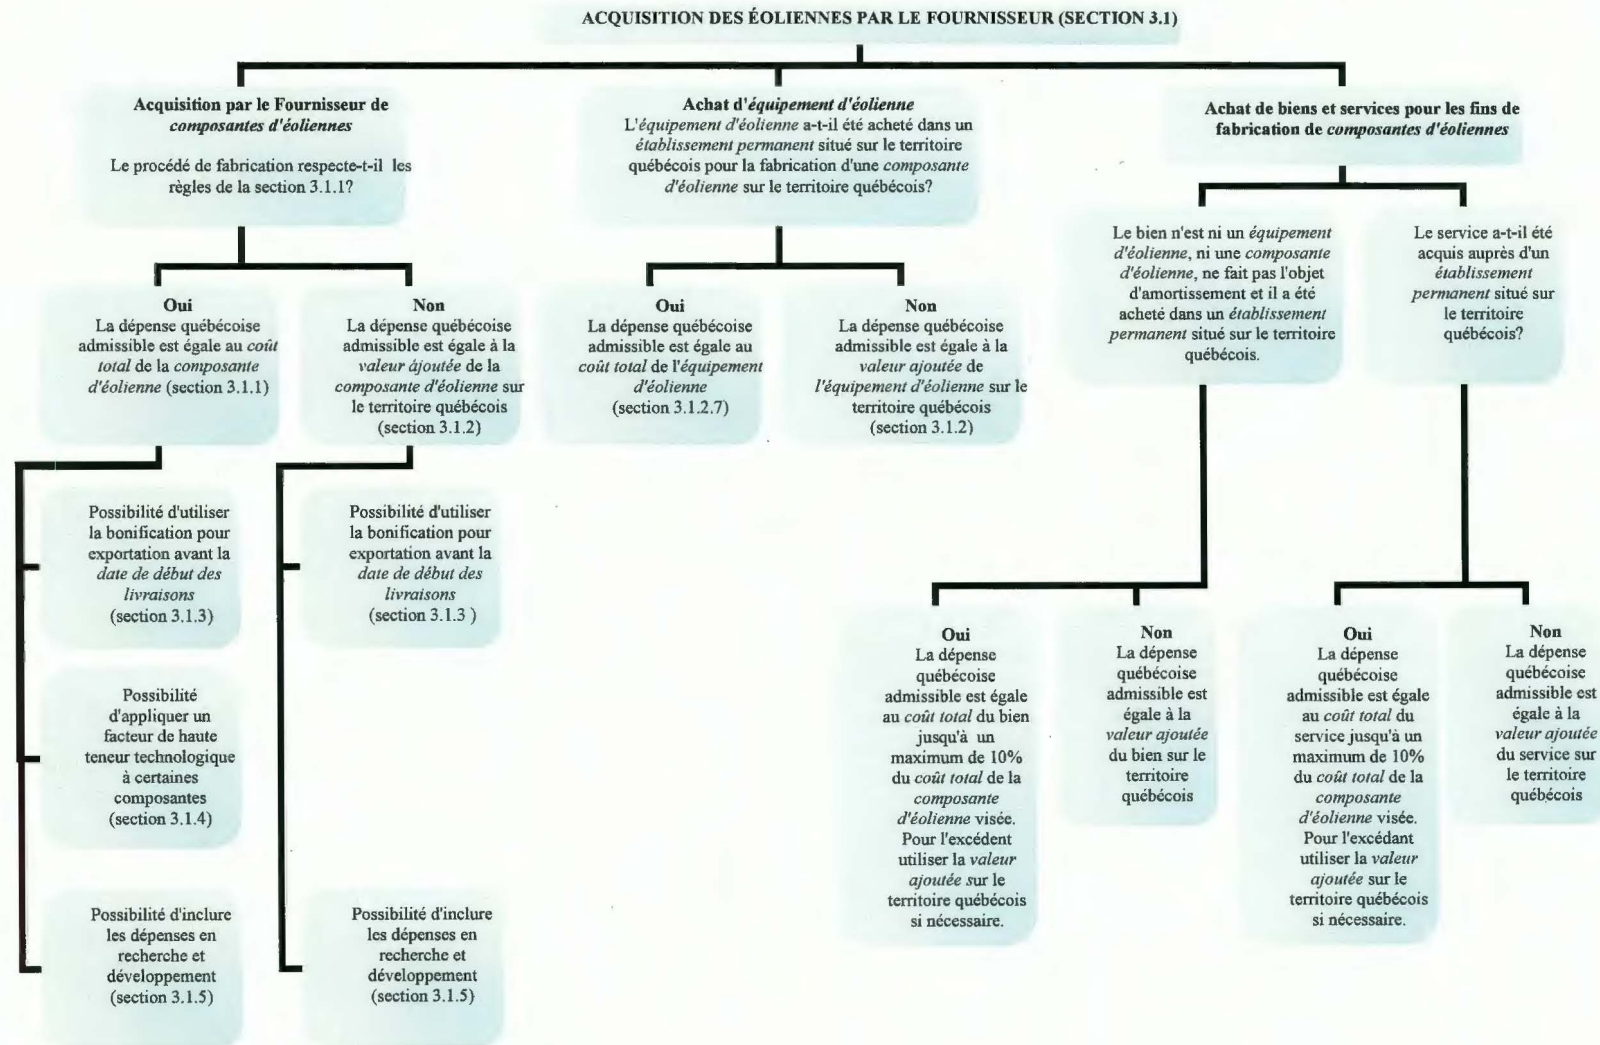 ACQUISITION DES ÉOLIENNES PAR LE FOURNISSEUR (SECTION 3.1)
Acquisition par le Fournisseur de
composantes d'éoliennes
Le procédé de fabrication respecte-t-il les
règles de la section 3.1.1?
Achat d'équipement d'éolienne
L'équipement d'éolienne a-t-il été acheté dans un
établissement permanent situé sur le territoire
québécois pour la fabrication d'une composante
d'éolienne sur le territoire québécois?
Achat de biens et services pour les fins de
fabrication de composantes d'éoliennes
Le bien n'est ni un équipement
d'éolienne, ni une composante
d'éolienne, ne fait pas l'objet
d'amortissement et il a été
acheté dans un établissement
permanent situé sur le territoire
québécois.
Le service a-t-il été
acquis auprès d'un
établissement
permanent situé sur
le territoire
québécois?
Oui
La dépense québécoise
admissible est égale au coût
total de la composante
d'éolienne (section 3.1.1)
Non
La dépense québécoise
admissible est égale à la
valeur ájoutée de la
composante d'éolienne sur
le territoire québécois
(section 3.1.2)
Oui
La dépense québécoise
admissible est égale au
coût total de l'équipement
d'éolienne
(section 3.1.2.7)
Non
La dépense québécoise
admissible est égale à la
valeur ajoutée de
l'équipement d'éolienne sur le
territoire québécois
(section 3.1.2)
Possibilité d'utiliser
la bonification pour
exportation avant la
date de début des
livraisons
(section 3.1.3)
Possibilité d'utiliser
la bonification pour
exportation avant la
date de début des
livraisons
(section 3.1.3 )
Possibilité
d'appliquer un
facteur de haute
teneur technologique
à certaines
composantes
(section 3.1.4)
Possibilité d'inclure
les dépenses en
recherche et
développement
(section 3.1.5)
Possibilité d'inclure
les dépenses en
recherche et
développement
(section 3.1.5)
Oui
La dépense
québécoise
admissible est égale
au coût total du bien
jusqu'à un
maximum de 10%
du coût total de la
composante
d'éolienne visée.
Pour l'excédent
utiliser la valeur
ajoutée sur le
territoire québécois
si nécessaire.
Non
La dépense
québécoise
admissible est
égale à la
valeur ajoutée
du bien sur le
territoire
québécois
Oui
La dépense
québécoise
admissible est égale
au coût total du
service jusqu'à un
maximum de 10%
du coût total de la
composante
d'éolienne visée.
Pour l'excédant
utiliser la valeur
ajoutée sur le
territoire québécois
si nécessaire.
Non
La dépense
québécoise
admissible est
égale à la
valeur ajoutée
du service sur
le territoire
québécois